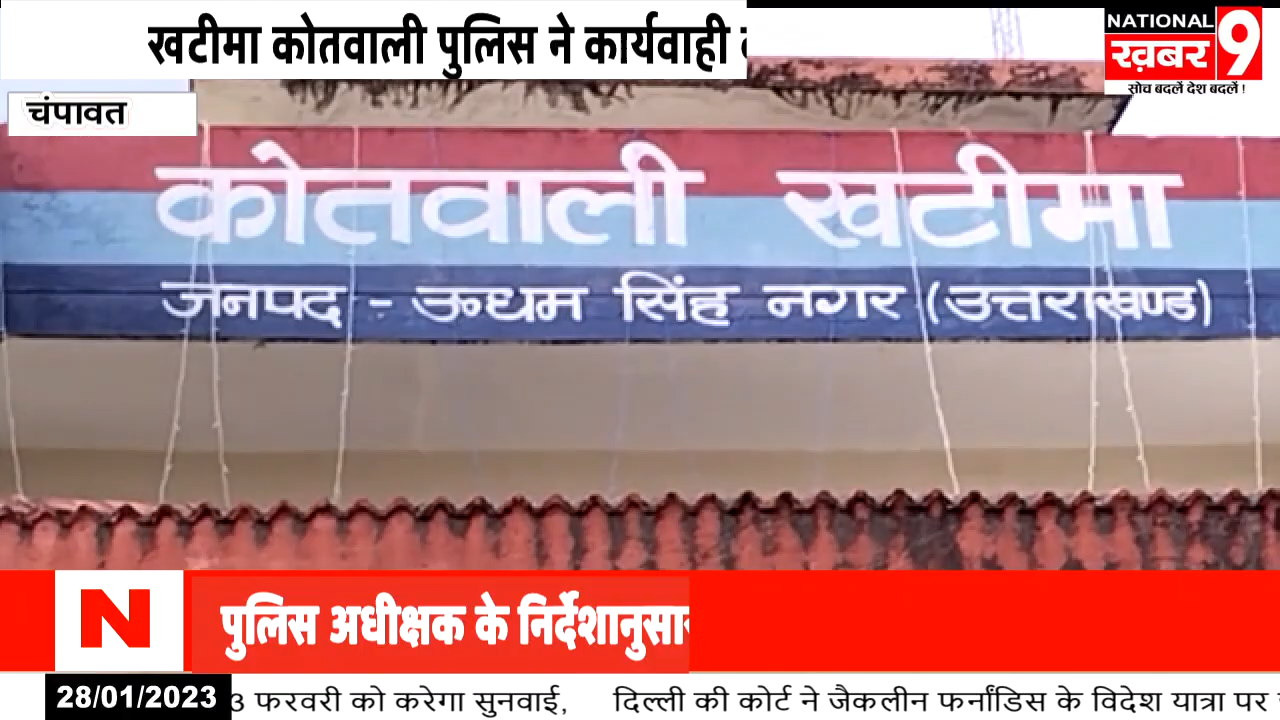 खटीमा कोतवाली पुलिस ने कार्यवाही
NATIONAL
ख़बर 9
सोच बदलें देश बदलें !
चंपावत
कोतवाली खटीमा
जनपद - ऊधम सिंह नगर (उत्तराखण्ड)
N
पुलिस अधीक्षक के निर्देशानुसार
28/01/2023
3 फरवरी को करेगा सुनवाई, दिल्ली की कोर्ट ने जैकलीन फर्नांडिस के विदेश यात्रा पर